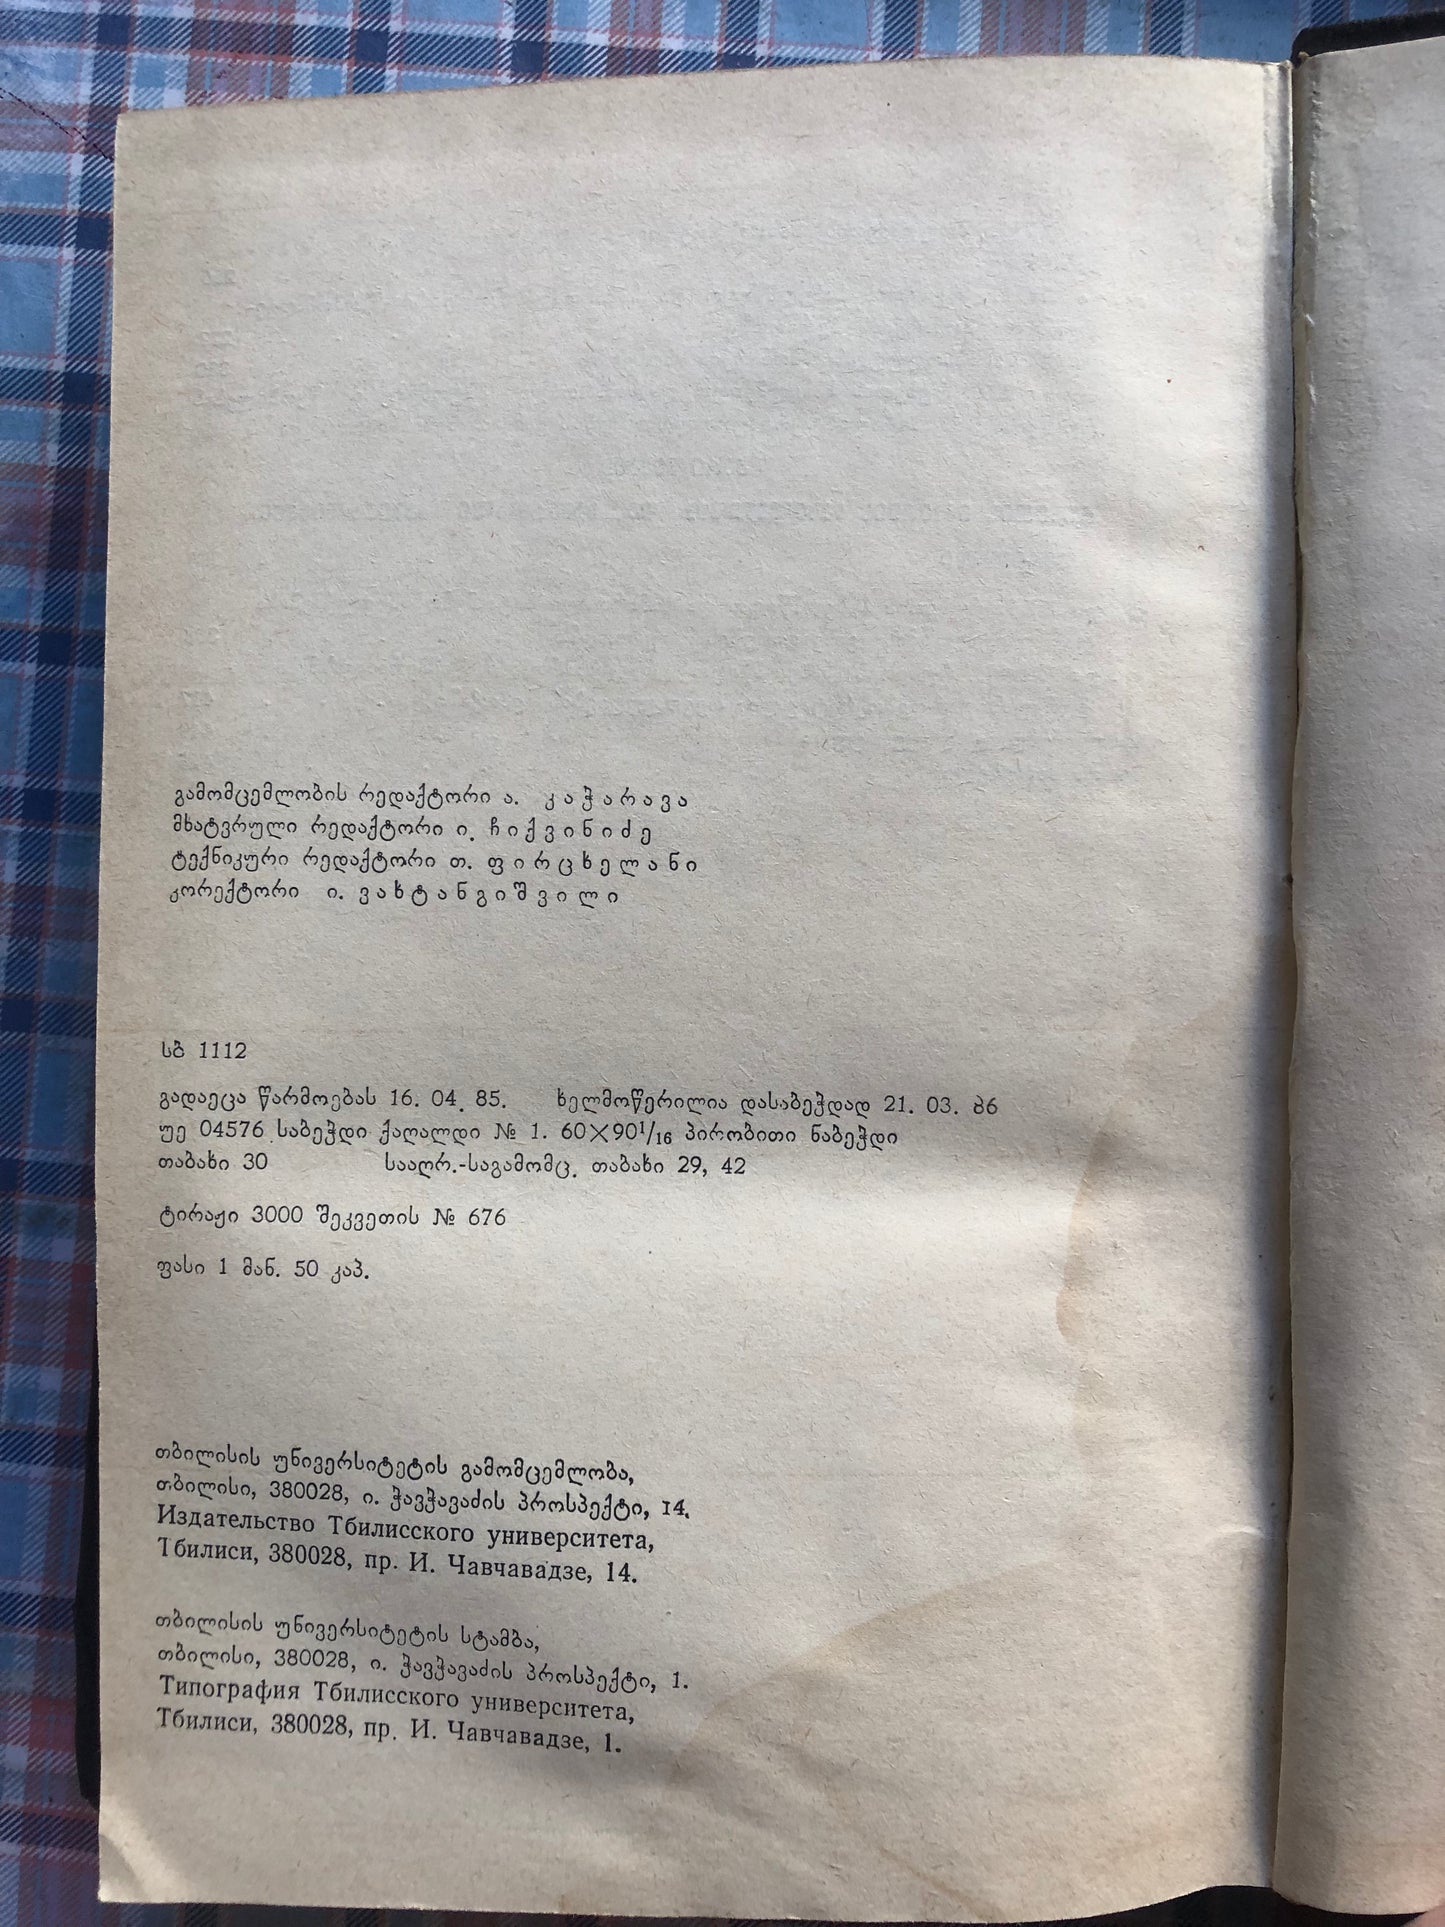 გამომცემლობის რედაქტორი ა. კაჭარავა
მხატვრული რედაქტორი ი. ჩიქვინიძე
ტექნიკური რედაქტორი თ. ფირცხელანი
კორექტორი ი. ვახტანგიშვილი
სბ 1112
გადაეცა წარმოებას 16. 04. 85. ხელმოწერილია დასაბეჭდად 21. 03. 86
უე 04576 საბეჭდი ქაღალდი № 1. 60×90¹/₁₆ პირობითი ნაბეჭდი
თაბახი 30 სააღრ.-საგამომც. თაბახი 29, 42
ტირაჟი 3000 შეკვეთის № 676
ფასი 1 მან. 50 კაპ.
თბილისის უნივერსიტეტის გამომცემლობა,
თბილისი, 380028, ი. ჭავჭავაძის პროსპექტი, 14.
Издательство Тбилисского университета,
Тбилиси, 380028, пр. И. Чавчавадзе, 14.
თბილისის უნივერსიტეტის სტამბა,
თბილისი, 380028, ი. ჭავჭავაძის პროსპექტი, 1.
Типография Тбилисского университета,
Тбилиси, 380028, пр. И. Чавчавадзе, 1.